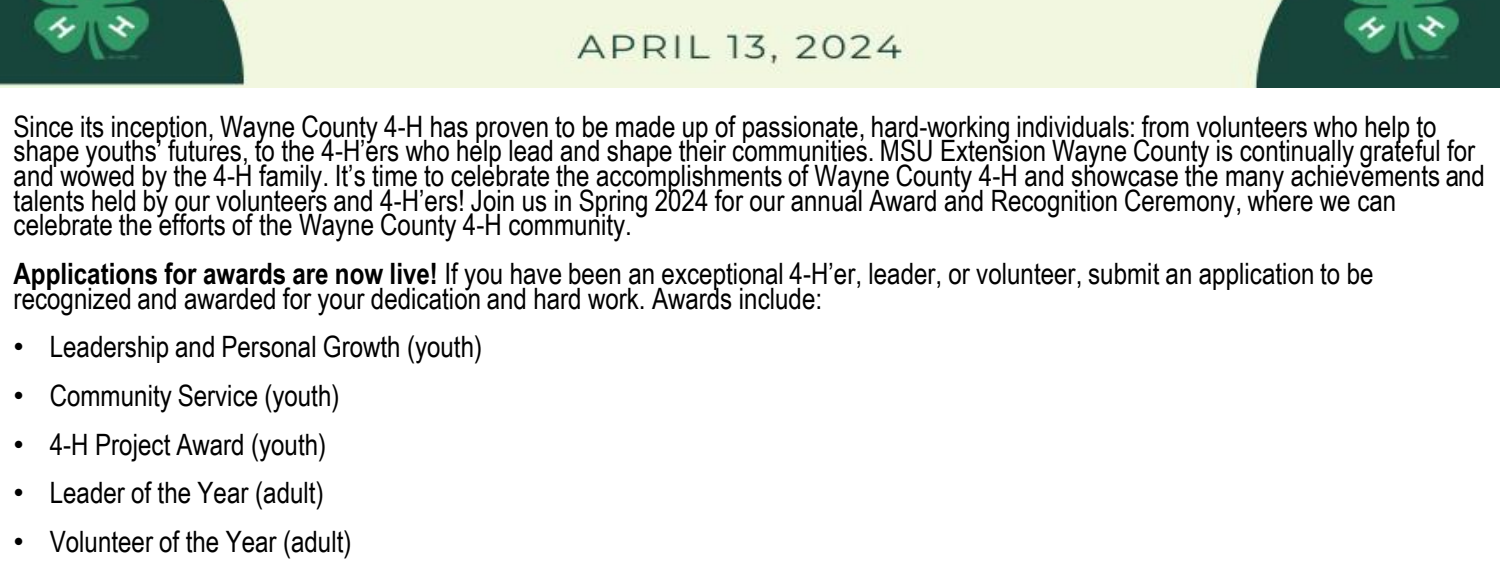 H H
APRIL 13, 2024
H H
Since its inception, Wayne County 4-H has proven to be made up of passionate, hard-working individuals: from volunteers who help to
shape youths’ futures, to the 4-H’ers who help lead and shape their communities. MSU Extension Wayne County is continually grateful for
and wowed by the 4-H family. It’s time to celebrate the accomplishments of Wayne County 4-H and showcase the many achievements and
talents held by our volunteers and 4-H’ers! Join us in Spring 2024 for our annual Award and Recognition Ceremony, where we can
celebrate the efforts of the Wayne County 4-H community.
Applications for awards are now live! If you have been an exceptional 4-H’er, leader, or volunteer, submit an application to be
recognized and awarded for your dedication and hard work. Awards include:
• Leadership and Personal Growth (youth)
• Community Service (youth)
• 4-H Project Award (youth)
• Leader of the Year (adult)
• Volunteer of the Year (adult)